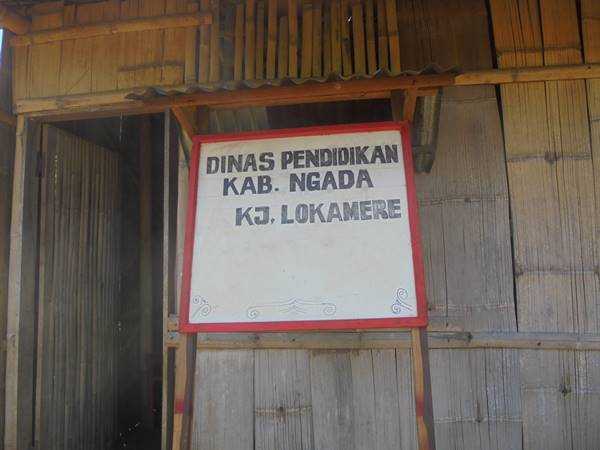 DINAS PENDIDIKAN
KAB. NGADA
KJ. LOKAMERE